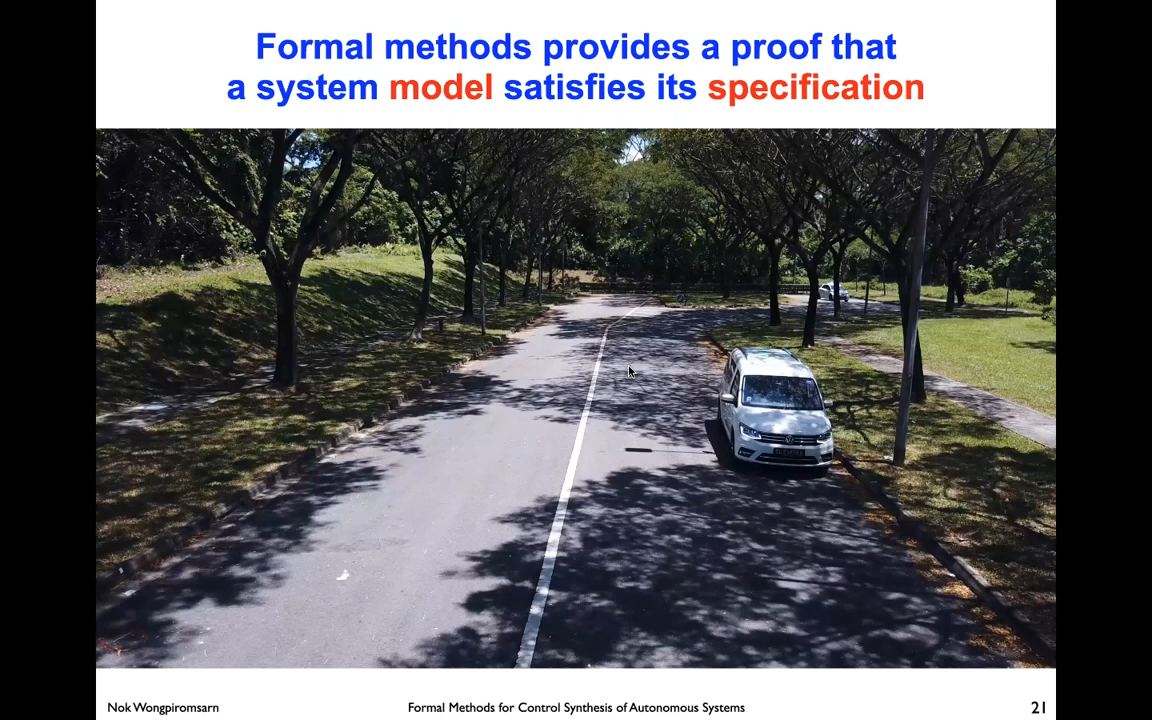 Formal methods provides a proof that
a system model satisfies its specification
Nok Wongpiromsarn
Formal Methods for Control Synthesis of Autonomous Systems
21